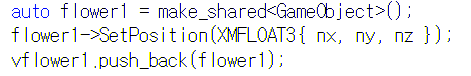 auto flower1 = make_shared<GameObject>();
flower1->SetPosition(XMFLOAT3{ nx, ny, nz });
vflower1.push_back(flower1);